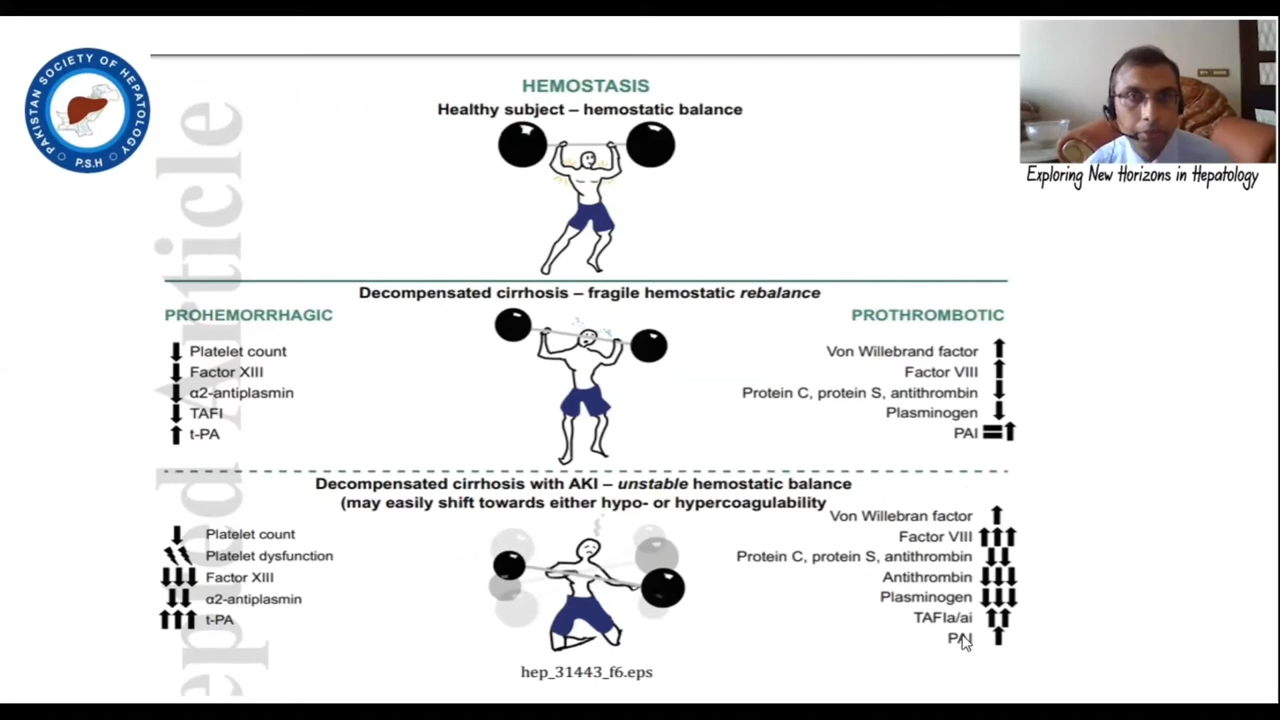 PAKISTAN SOCIETY OF HEPATOLOGY
P.S.H
Exploring New Horizons in Hepatology
HEMOSTASIS
Healthy subject – hemostatic balance
Decompensated cirrhosis – fragile hemostatic rebalance
PROHEMORRHAGIC
↓ Platelet count
↓ Factor XIII
↓ α2-antiplasmin
↓ TAFI
↑ t-PA
PROTHROMBOTIC
Von Willebrand factor ↑
Factor VIII ↑
Protein C, protein S, antithrombin ↓
Plasminogen ↓
PAI =↑
Decompensated cirrhosis with AKI – unstable hemostatic balance
(may easily shift towards either hypo- or hypercoagulability
↓ Platelet count
Platelet dysfunction
↓↓↓ Factor XIII
↓↓ α2-antiplasmin
↑↑↑ t-PA
Von Willebran factor ↑
Factor VIII ↑↑↑
Protein C, protein S, antithrombin ↓↓
Antithrombin ↓↓↓
Plasminogen ↓↓↓
TAFIa/ai ↑↑
PAI ↑
hep_31443_f6.eps
epted Article